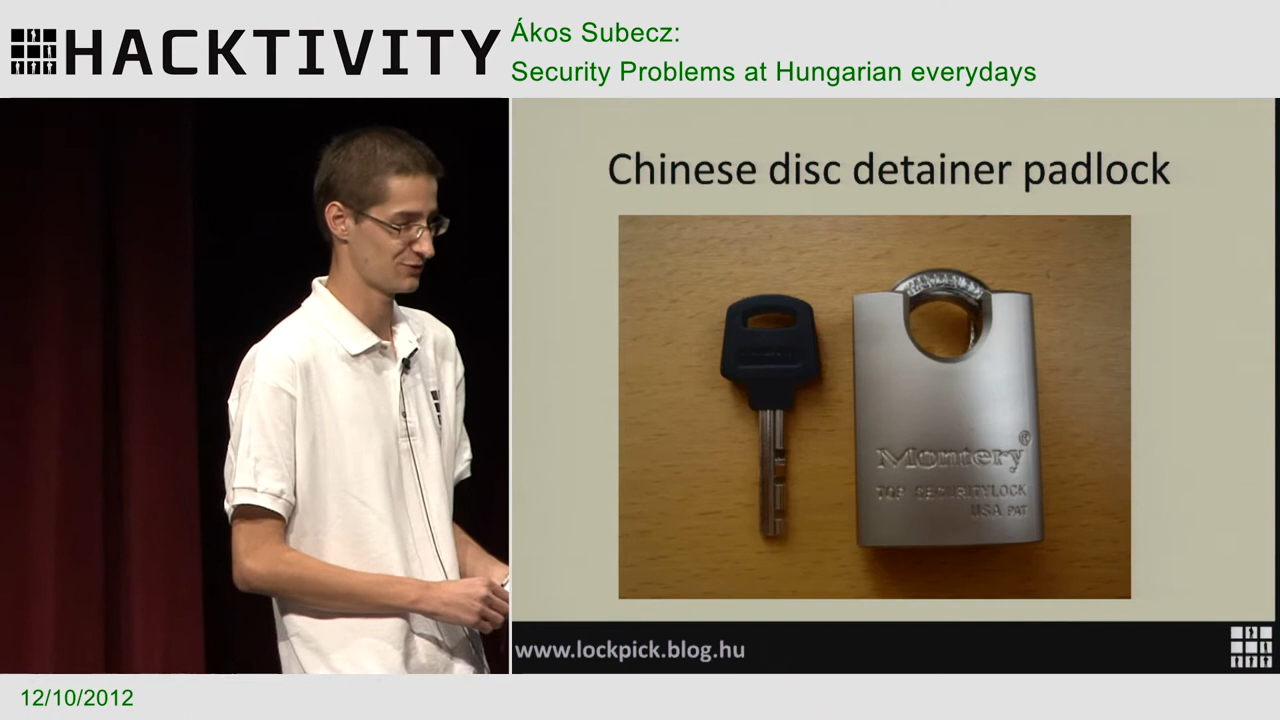 HACKTIVITY
Ákos Subecz:
Security Problems at Hungarian everydays
Chinese disc detainer padlock
Montery®
TOP SECURITYLOCK
USA PAT
www.lockpick.blog.hu
12/10/2012